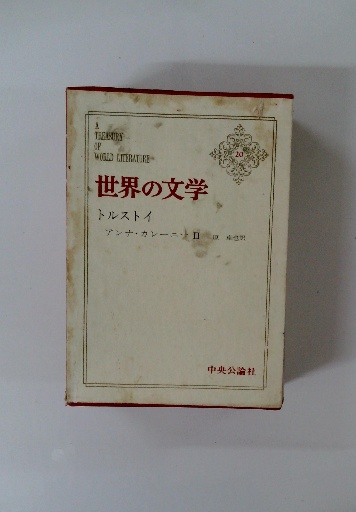 A
TREASURY
OF
WORLD LITERATURE
20
世界の文学
トルストイ
アンナ・カレーニナ II
中央公論社